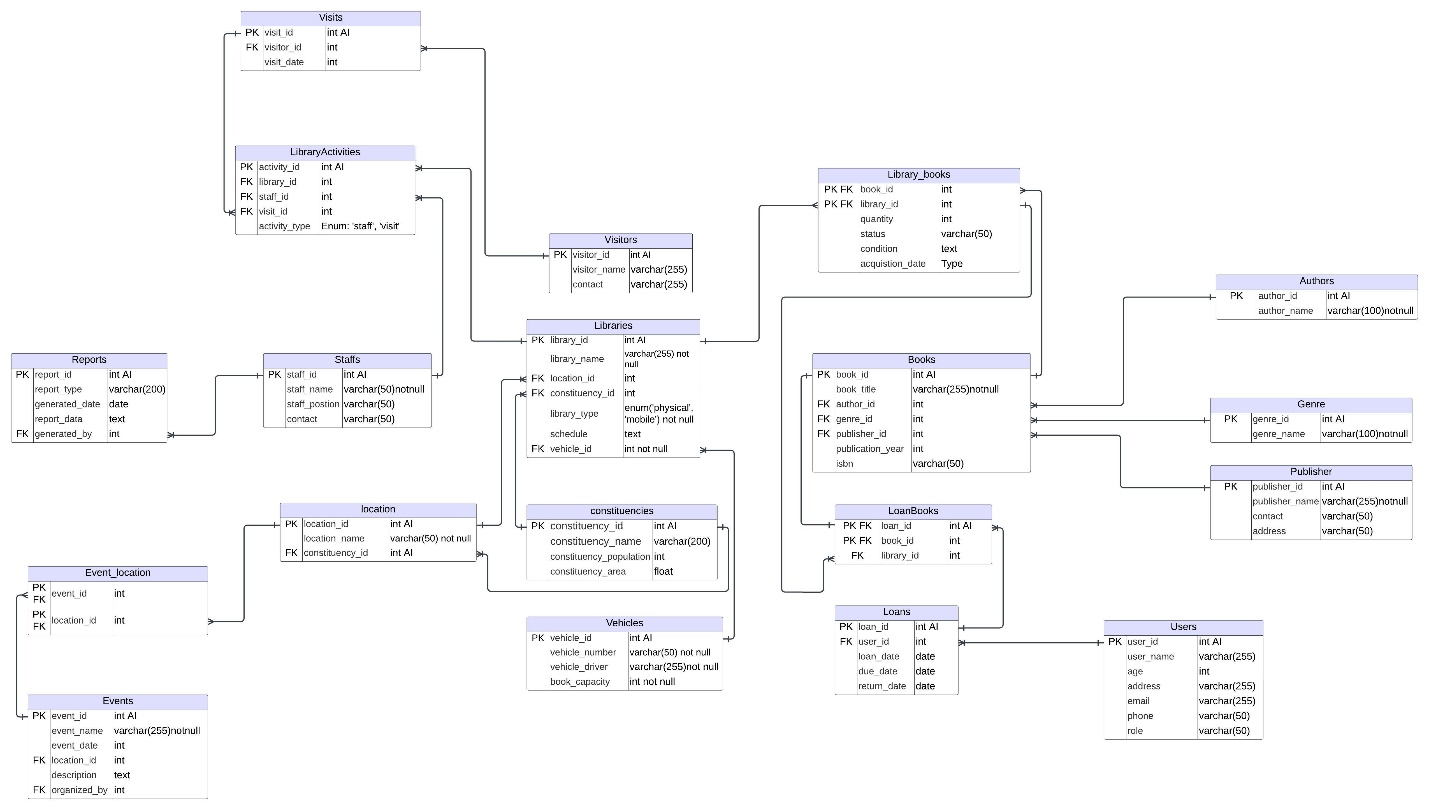 Visits
PK visit_id int AI
FK visitor_id int
visit_date int
LibraryActivities
PK activity_id int AI
FK library_id int
FK staff_id int
FK visit_id int
activity_type Enum: 'staff', 'visit'
Visitors
PK visitor_id int AI
visitor_name varchar(255)
contact varchar(255)
Library_books
PK FK book_id int
PK FK library_id int
quantity int
status varchar(50)
condition text
acquistion_date Type
Authors
PK author_id int AI
author_name varchar(100)notnull
Libraries
PK library_id int AI
library_name varchar(255) not
null
FK location_id int
FK constituency_id int
library_type enum('physical',
'mobile') not null
schedule text
FK vehicle_id int not null
Reports
PK report_id int AI
report_type varchar(200)
generated_date date
report_data text
FK generated_by int
Staffs
PK staff_id int AI
staff_name varchar(50)notnull
staff_postion varchar(50)
contact varchar(50)
Books
PK book_id int AI
book_title varchar(255)notnull
FK author_id int
FK genre_id int
FK publisher_id int
publication_year int
isbn varchar(50)
Genre
PK genre_id int AI
genre_name varchar(100)notnull
Publisher
PK publisher_id int AI
publisher_name varchar(255)notnull
contact varchar(50)
address varchar(50)
location
PK location_id int AI
location_name varchar(50) not null
FK constituency_id int AI
constituencies
PK constituency_id int AI
constituency_name varchar(200)
constituency_population int
constituency_area float
LoanBooks
PK FK loan_id int AI
PK FK book_id int
FK library_id int
Event_location
PK
FK event_id int
PK
FK location_id int
Vehicles
PK vehicle_id int AI
vehicle_number varchar(50) not null
vehicle_driver varchar(255)not null
book_capacity int not null
Loans
PK loan_id int AI
FK user_id int
loan_date date
due_date date
return_date date
Users
PK user_id int AI
user_name varchar(255)
age int
address varchar(255)
email varchar(255)
phone varchar(50)
role varchar(50)
Events
PK event_id int AI
event_name varchar(255)notnull
event_date int
FK location_id int
description text
FK organized_by int